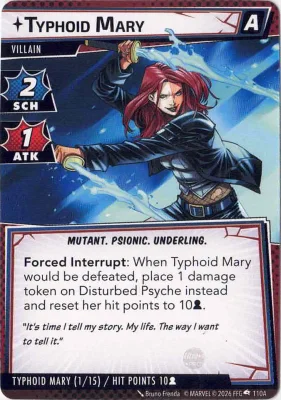 TYPHOID MARY
A
VILLAIN
2
SCH
1
ATK
MUTANT. PSIONIC. UNDERLING.
Forced Interrupt: When Typhoid Mary
would be defeated, place 1 damage
token on Disturbed Psyche instead
and reset her hit points to 10.
"It's time I tell my story. My life. The way I want
to tell it."
TYPHOID MARY (1/15) / HIT POINTS 10
Bruno Frenda © MARVEL © 2026 FFG 110A